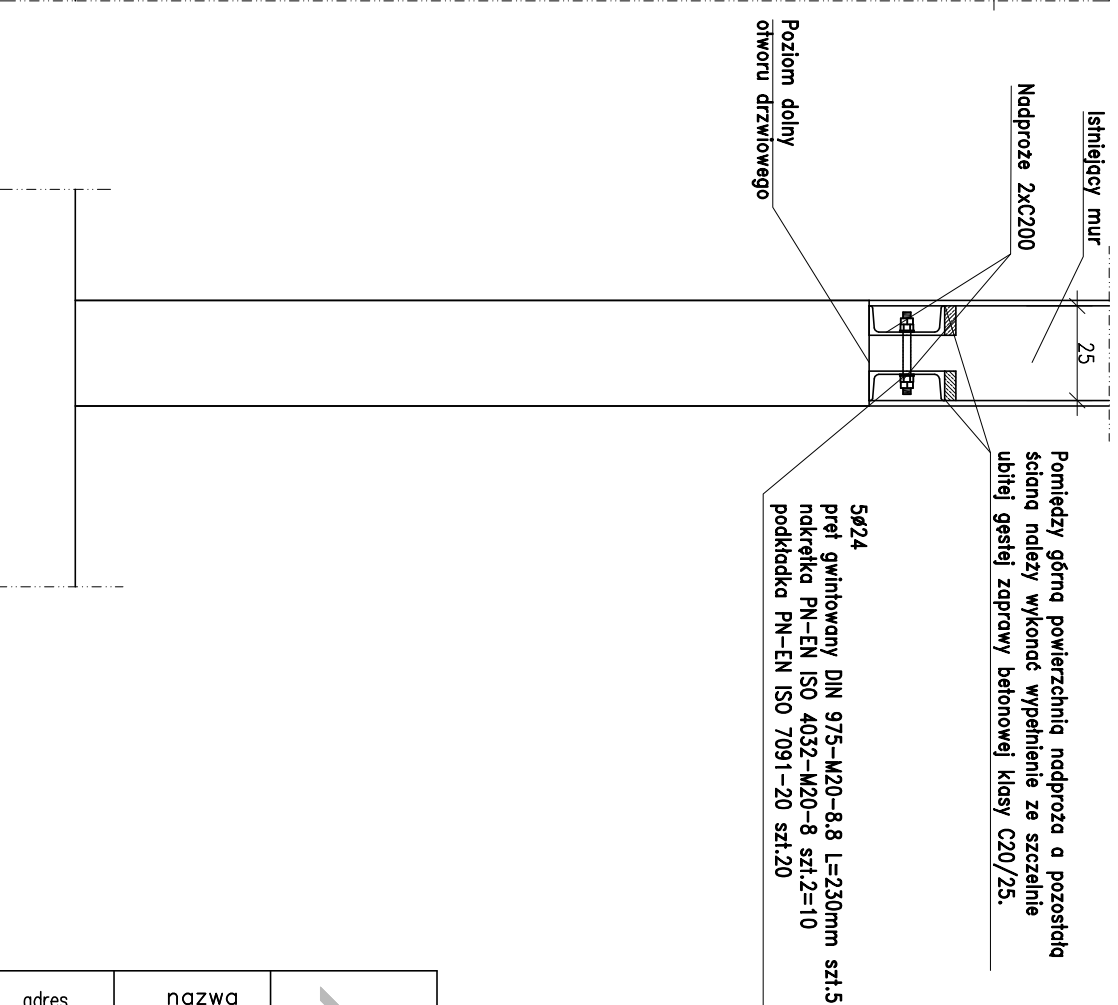 Istniejący mur
Nadproże 2xC200
Poziom dolny
otworu drzwiowego
25
Pomiędzy górną powierzchnią nadproża a pozostałą
ścianą należy wykonać wypełnienie ze szczelnie
ubitej gęstej zaprawy betonowej klasy C20/25.
5ø24
pręt gwintowany DIN 975-M20-8.8 L=230mm szt.5
nakrętka PN-EN ISO 4032-M20-8 szt.2=10
podkładka PN-EN ISO 7091-20 szt.20
adres
nazwa